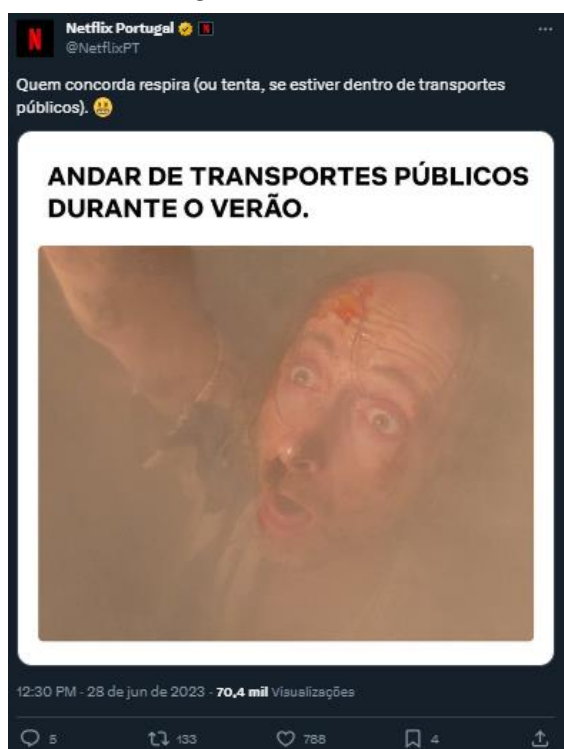 Netflix Portugal
@NetflixPT
Quem concorda respira (ou tenta, se estiver dentro de transportes
públicos). 🤐
ANDAR DE TRANSPORTES PÚBLICOS
DURANTE O VERÃO.
12:30 PM · 28 de jun de 2023 · 70,4 mil Visualizações
5 133 788 4